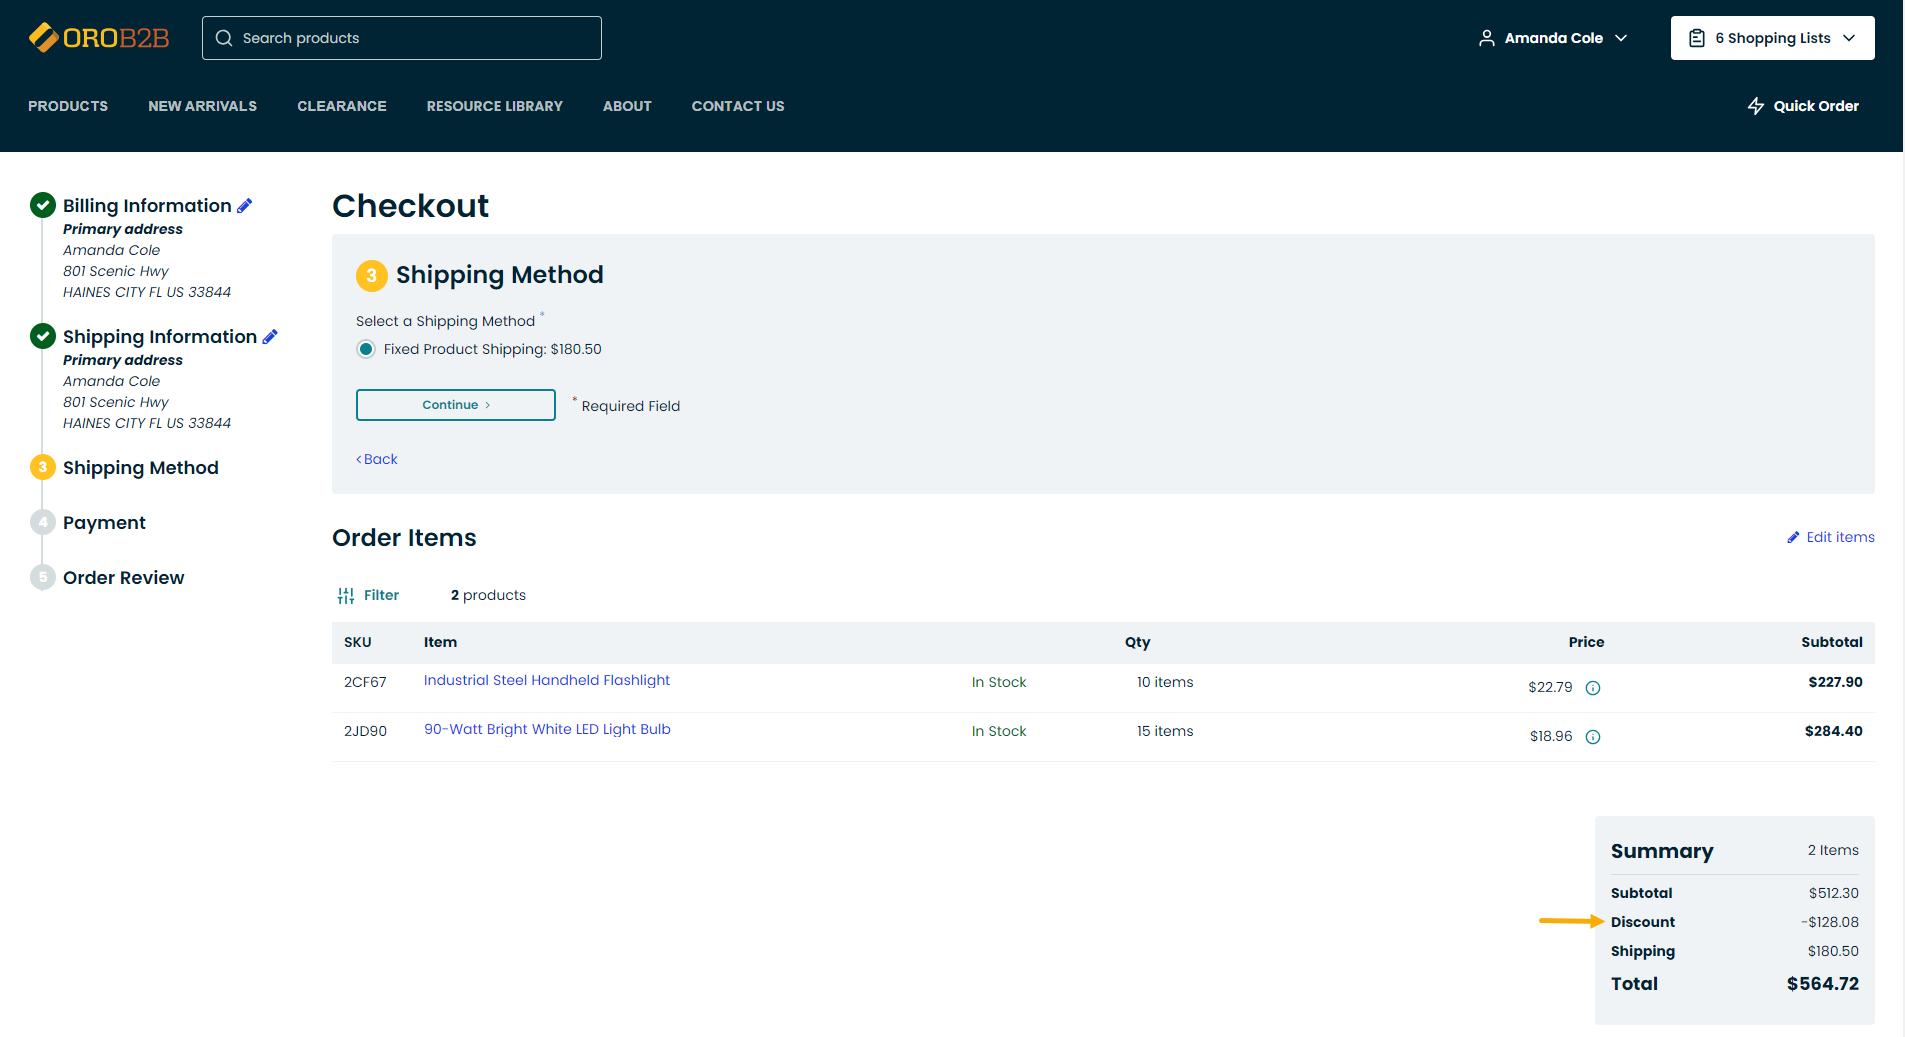 OROB2B
Search products
Amanda Cole
6 Shopping Lists
PRODUCTS NEW ARRIVALS CLEARANCE RESOURCE LIBRARY ABOUT CONTACT US
Quick Order
Billing Information
Primary address
Amanda Cole
801 Scenic Hwy
HAINES CITY FL US 33844
Shipping Information
Primary address
Amanda Cole
801 Scenic Hwy
HAINES CITY FL US 33844
3 Shipping Method
4 Payment
5 Order Review
Checkout
3 Shipping Method
Select a Shipping Method *
Fixed Product Shipping: $180.50
Continue >
* Required Field
< Back
Order Items
Edit items
Filter
2 products
SKU Item Qty Price Subtotal
2CF67 Industrial Steel Handheld Flashlight In Stock 10 items $22.79 $227.90
2JD90 90-Watt Bright White LED Light Bulb In Stock 15 items $18.96 $284.40
Summary 2 Items
Subtotal $512.30
Discount -$128.08
Shipping $180.50
Total $564.72